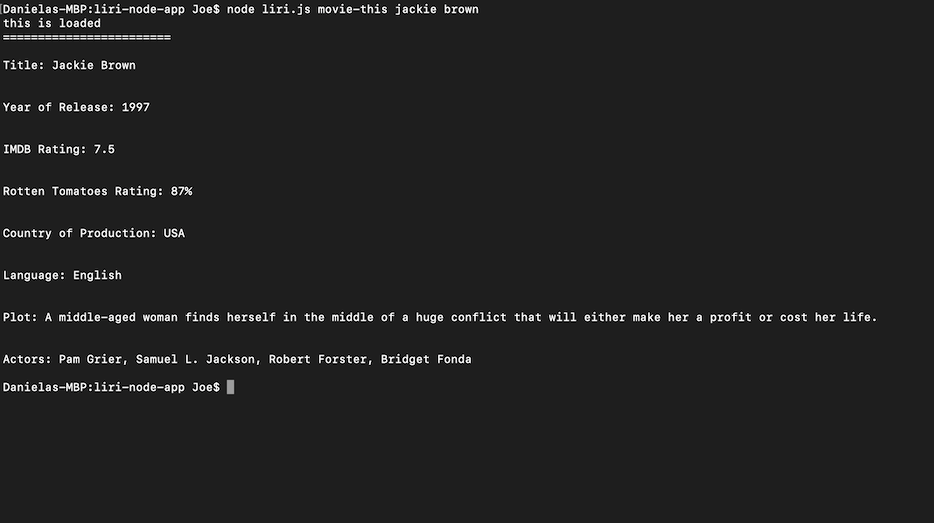 Danielas-MBP:liri-node-app Joe$ node liri.js movie-this jackie brown
this is loaded
========================
Title: Jackie Brown
Year of Release: 1997
IMDB Rating: 7.5
Rotten Tomatoes Rating: 87%
Country of Production: USA
Language: English
Plot: A middle-aged woman finds herself in the middle of a huge conflict that will either make her a profit or cost her life.
Actors: Pam Grier, Samuel L. Jackson, Robert Forster, Bridget Fonda
Danielas-MBP:liri-node-app Joe$